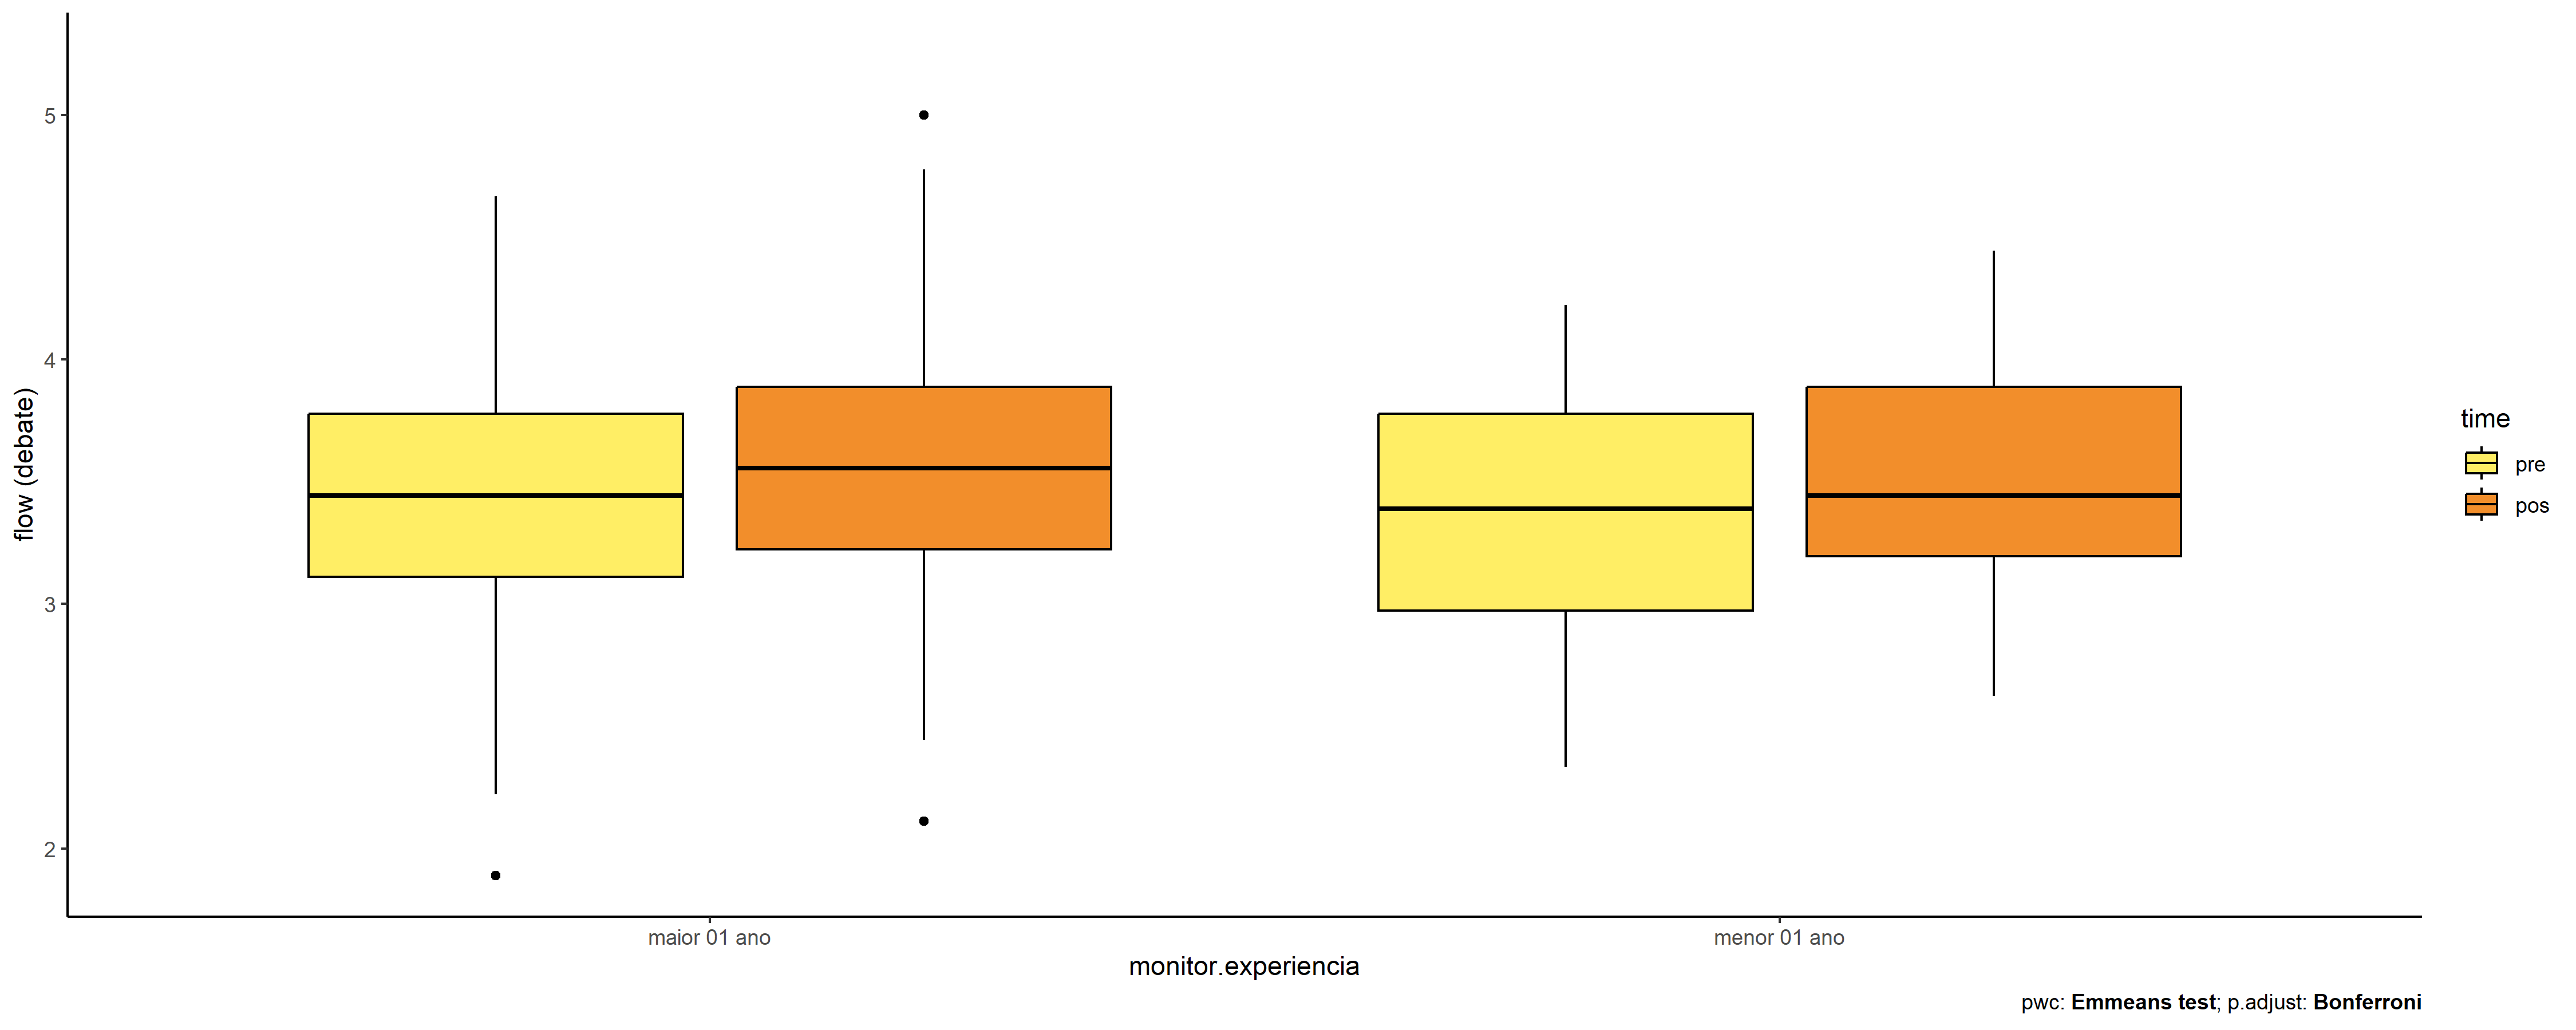 flow (debate)
5
4
3
2
maior 01 ano
menor 01 ano
monitor.experiencia
time
pre
pos
pwc: Emmeans test; p.adjust: Bonferroni